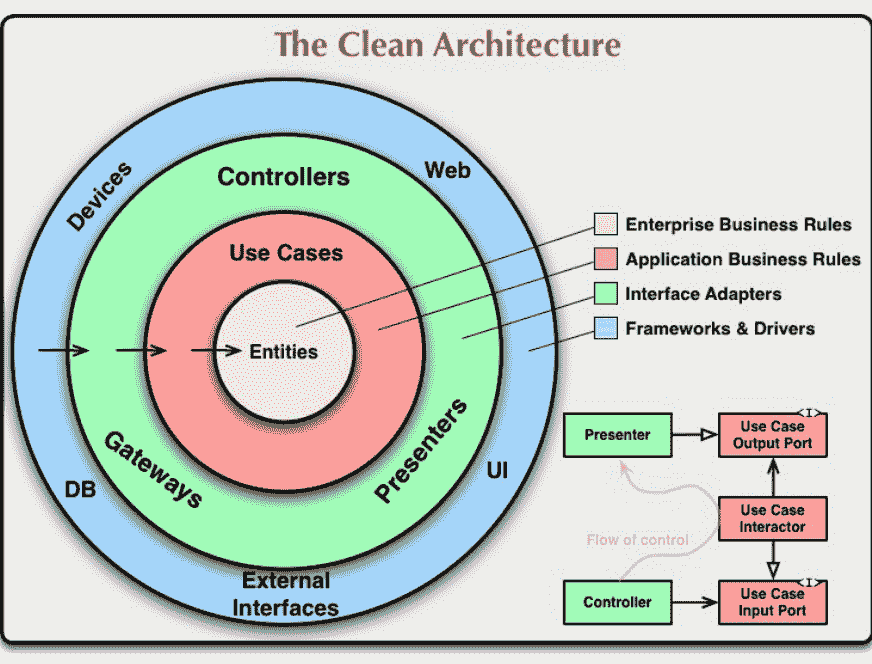 The Clean Architecture
Devices
Controllers
Web
Use Cases
Entities
Gateways
Presenters
DB
UI
External
Interfaces
Enterprise Business Rules
Application Business Rules
Interface Adapters
Frameworks & Drivers
Presenter
<I>
Use Case
Output Port
Use Case
Interactor
Flow of control
Controller
<I>
Use Case
Input Port